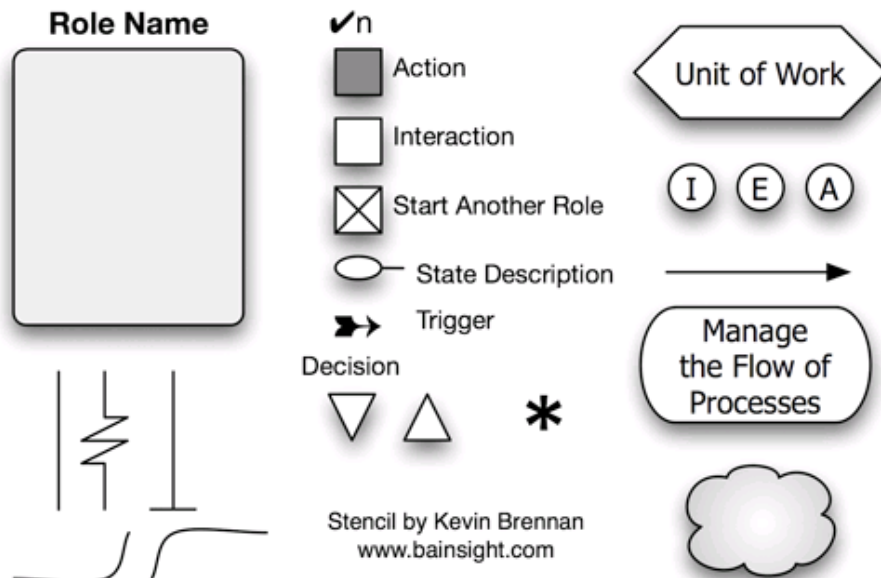 Role Name
✔n
Action
Interaction
Start Another Role
State Description
Trigger
Decision
*
Stencil by Kevin Brennan
www.bainsight.com
Unit of Work
I E A
Manage
the Flow of
Processes